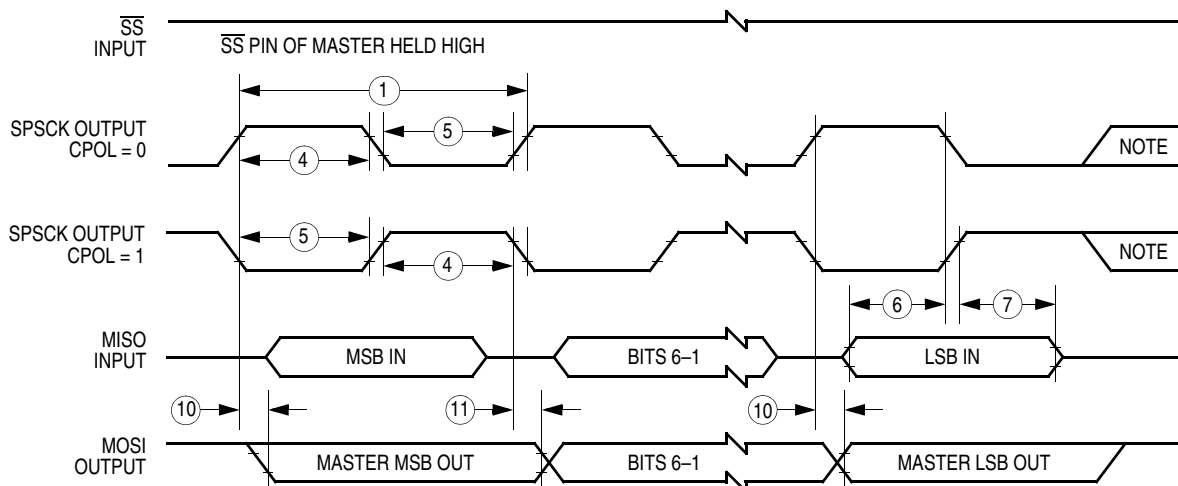 SS
INPUT
SS PIN OF MASTER HELD HIGH
1
SPSCK OUTPUT
CPOL = 0
5
4
NOTE
SPSCK OUTPUT
CPOL = 1
5
4
NOTE
6
7
MISO
INPUT
MSB IN
BITS 6–1
LSB IN
10
11
10
MOSI
OUTPUT
MASTER MSB OUT
BITS 6–1
MASTER LSB OUT